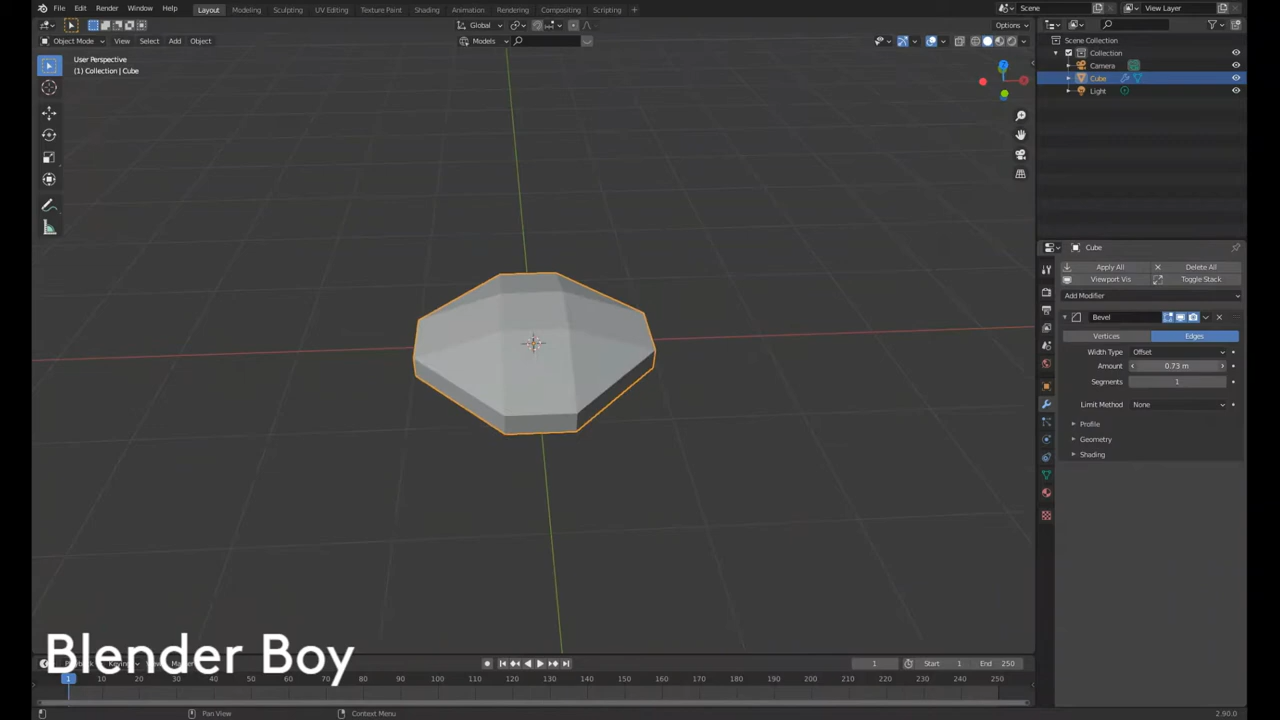 File Edit Render Window Help Layout Modeling Sculpting UV Editing Texture Paint Shading Animation Rendering Compositing Scripting + Scene View Layer
Global Options
Object Mode View Select Add Object Models
User Perspective
(1) Collection | Cube
Scene Collection
Collection
Camera
Cube
Light
Cube
Apply All Delete All
Viewport Vis Toggle Stack
Add Modifier
Bevel
Vertices Edges
Width Type Offset
Amount 0.73 m
Segments 1
Limit Method None
Profile
Geometry
Shading
Blender Boy
1 Start 1 End 250
1 10 20 30 40 50 60 70 80 90 100 110 120 130 140 150 160 170 180 190 200 210 220 230 240 250
Pan View Context Menu 2.90.0